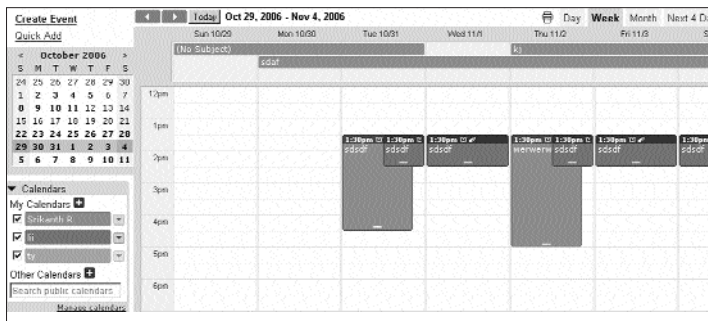 Create Event
Quick Add
Today Oct 29, 2006 - Nov 4, 2006
Day Week Month Next 4 D
Sun 10/29 Mon 10/30 Tue 10/31 Wed 11/1 Thu 11/2 Fri 11/3 S
(No Subject) kj
sdaf
« October 2006 »
S M T W T F S
24 25 26 27 28 29 30
1 2 3 4 5 6 7
8 9 10 11 12 13 14
15 16 17 18 19 20 21
22 23 24 25 26 27 28
29 30 31 1 2 3 4
5 6 7 8 9 10 11
12pm
1pm
1:30pm 1:30pm 1:30pm 1:30pm 1:30pm 1:30pm 1:30p
sdsdf sdsdf sdsdf werwerw sdsdf sdsdf sdsdf
2pm
3pm
4pm
5pm
6pm
Calendars
My Calendars
Srikanth R
ty
Other Calendars
Search public calendars
Manage calendars